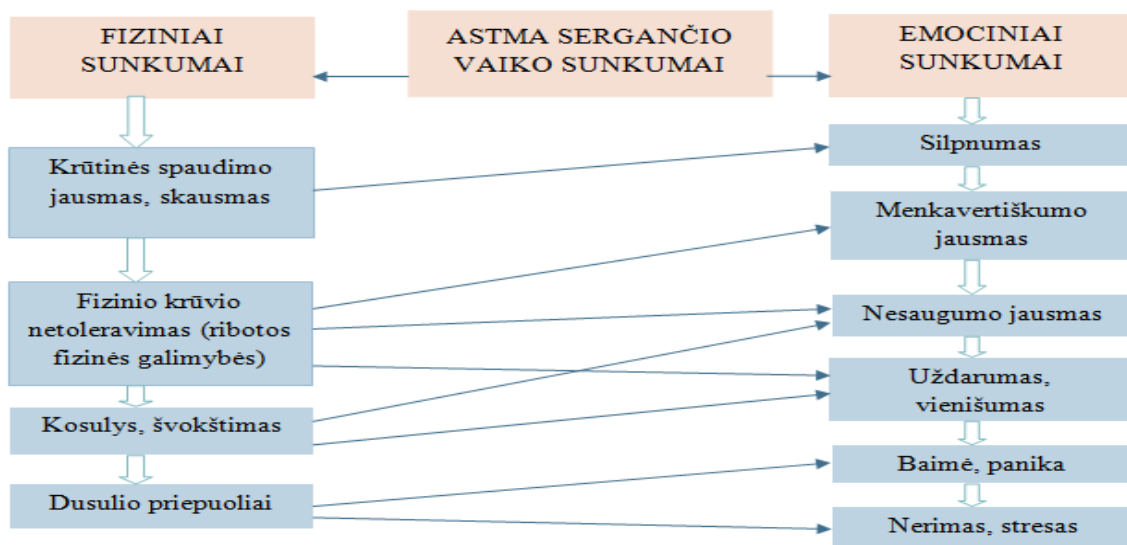 FIZINIAI
SUNKUMAI
ASTMA SERGANČIO
VAIKO SUNKUMAI
EMOCINIAI
SUNKUMAI
Krūtinės spaudimo
jausmas, skausmas
Fizinio krūvio
netoleravimas (ribotos
fizinės galimybės)
Kosulys, švokštimas
Dusulio priepuoliai
Silpnumas
Menkavertiškumo
jausmas
Nesaugumo jausmas
Uždarumas,
vienišumas
Baimė, panika
Nerimas, stresas